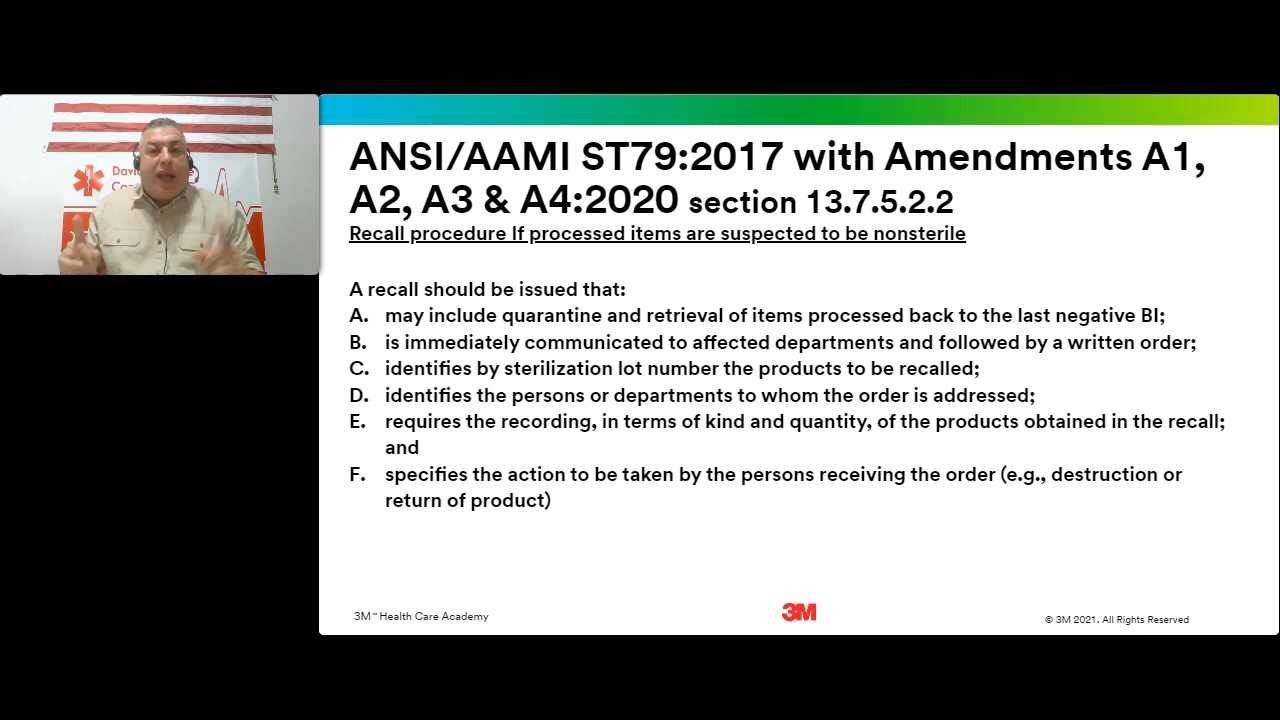 Davi
Co
ANSI/AAMI ST79:2017 with Amendments A1,
A2, A3 & A4:2020 section 13.7.5.2.2
Recall procedure If processed items are suspected to be nonsterile
A recall should be issued that:
A. may include quarantine and retrieval of items processed back to the last negative BI;
B. is immediately communicated to affected departments and followed by a written order;
C. identifies by sterilization lot number the products to be recalled;
D. identifies the persons or departments to whom the order is addressed;
E. requires the recording, in terms of kind and quantity, of the products obtained in the recall;
and
F. specifies the action to be taken by the persons receiving the order (e.g., destruction or
return of product)
3M™ Health Care Academy
3M
© 3M 2021. All Rights Reserved